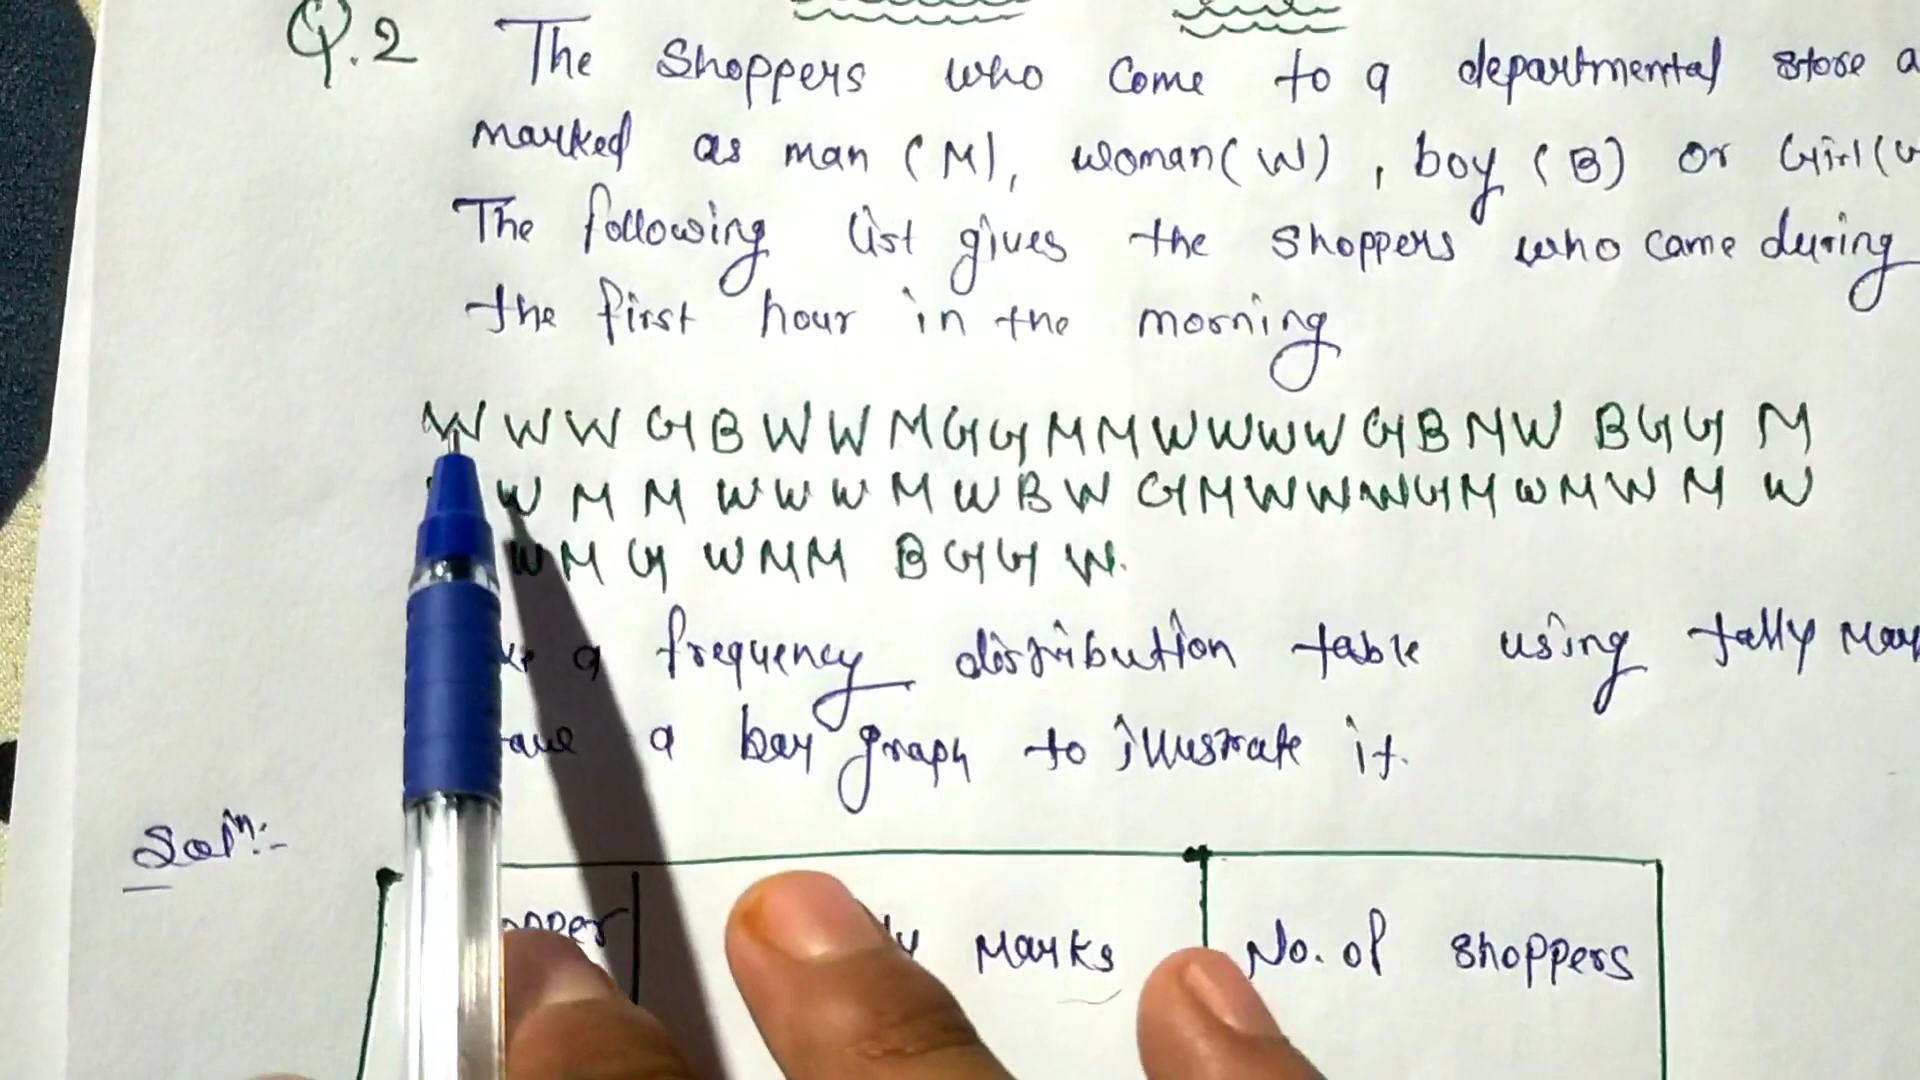 Q.2 The Shoppers who come to a departmental store
marked as man (M), woman (W), boy (B) or Girl (
The following list gives the shoppers who came during
the first hour in the morning
W W W G B W W M G G M M W W W W G B M W B G G M
W M M W W W M W B W G M W W W W G M W M W M W
W M G W M M B G G W.
a frequency distribution table using tally
a bar graph to illustrate it.
Soln:-
Marks No. of shoppers